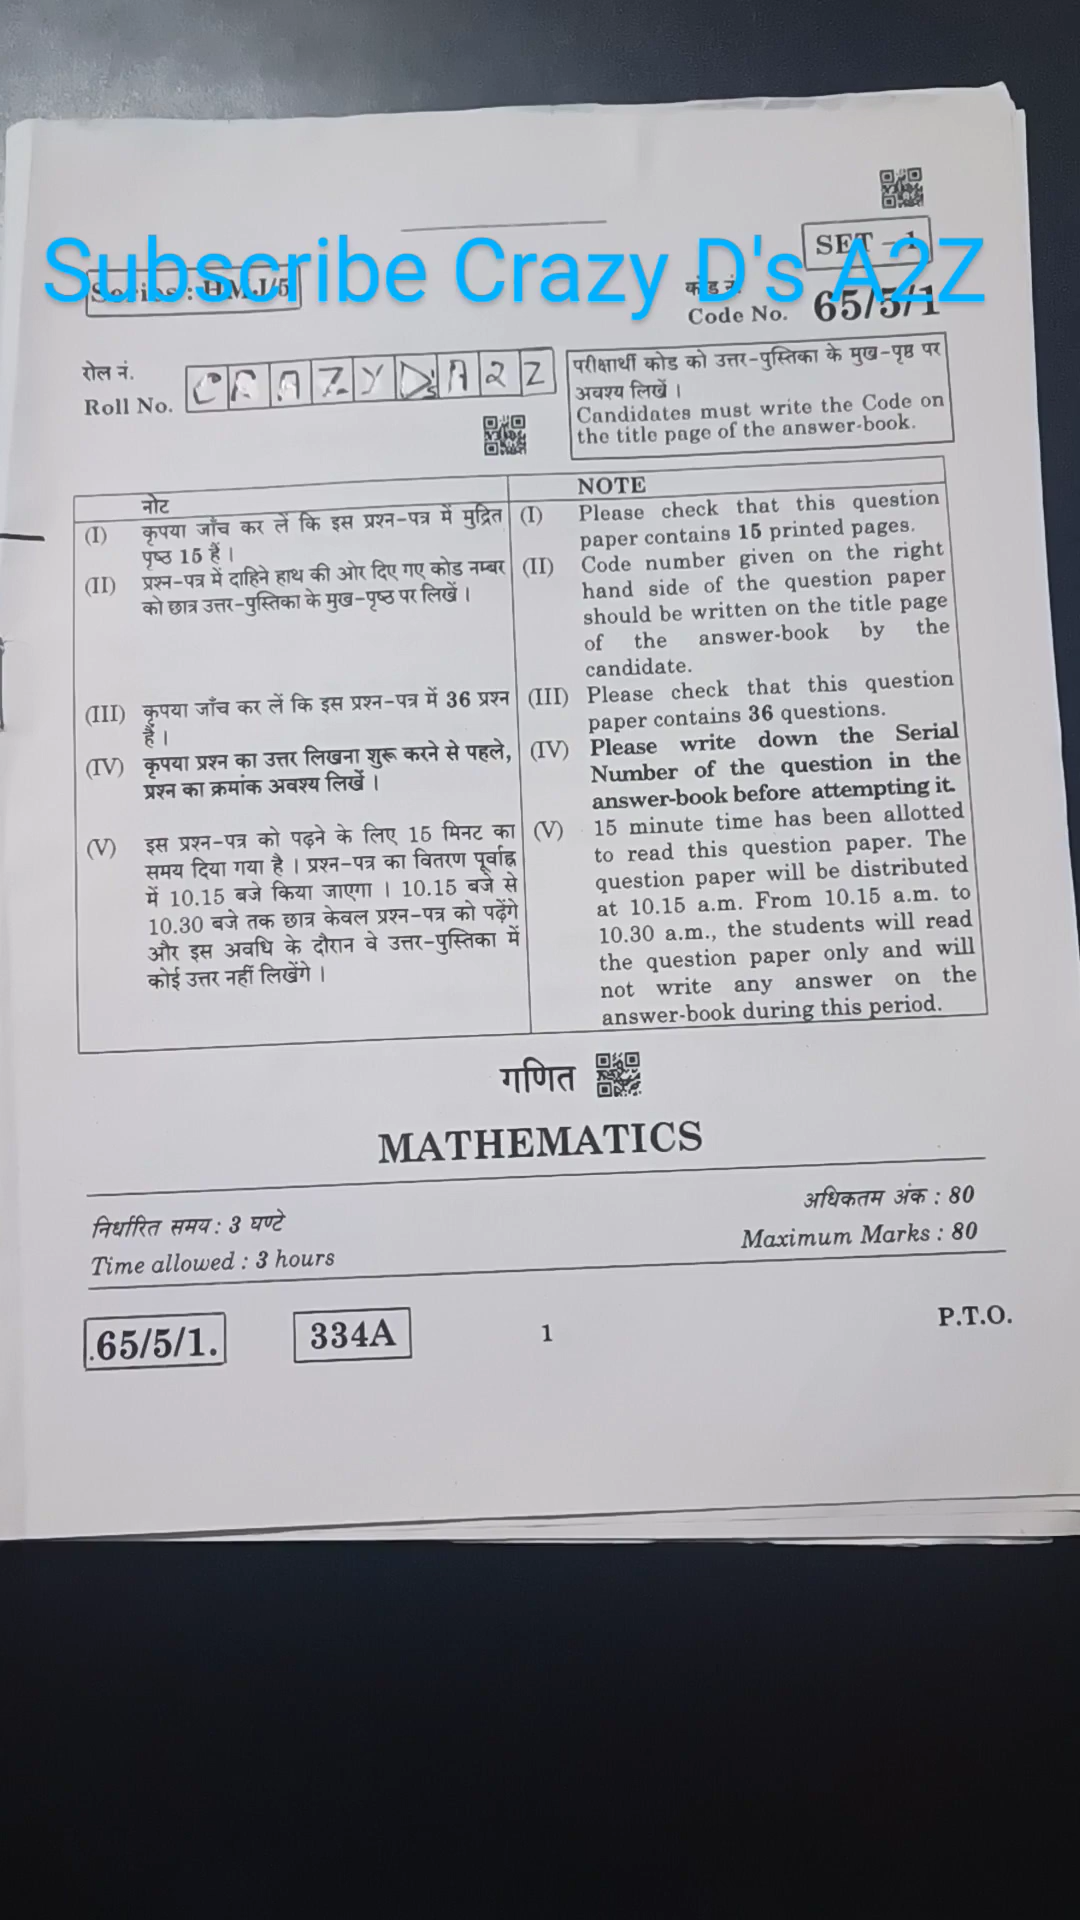 SET – 1
Subscribe Crazy D's A2Z
Series : HMJ/5
कोड नं.
Code No. 65/5/1
रोल नं.
Roll No.
CRAZYD'sA2Z
परीक्षार्थी कोड को उत्तर-पुस्तिका के मुख-पृष्ठ पर
अवश्य लिखें ।
Candidates must write the Code on
the title page of the answer-book.
नोट
(I) कृपया जाँच कर लें कि इस प्रश्न-पत्र में मुद्रित
पृष्ठ 15 हैं ।
(II) प्रश्न-पत्र में दाहिने हाथ की ओर दिए गए कोड नम्बर
को छात्र उत्तर-पुस्तिका के मुख-पृष्ठ पर लिखें ।
(III) कृपया जाँच कर लें कि इस प्रश्न-पत्र में 36 प्रश्न
हैं ।
(IV) कृपया प्रश्न का उत्तर लिखना शुरू करने से पहले,
प्रश्न का क्रमांक अवश्य लिखें ।
(V) इस प्रश्न-पत्र को पढ़ने के लिए 15 मिनट का
समय दिया गया है । प्रश्न-पत्र का वितरण पूर्वाह्न
में 10.15 बजे किया जाएगा । 10.15 बजे से
10.30 बजे तक छात्र केवल प्रश्न-पत्र को पढ़ेंगे
और इस अवधि के दौरान वे उत्तर-पुस्तिका में
कोई उत्तर नहीं लिखेंगे ।
NOTE
(I) Please check that this question
paper contains 15 printed pages.
(II) Code number given on the right
hand side of the question paper
should be written on the title page
of the answer-book by the
candidate.
(III) Please check that this question
paper contains 36 questions.
(IV) Please write down the Serial
Number of the question in the
answer-book before attempting it.
(V) 15 minute time has been allotted
to read this question paper. The
question paper will be distributed
at 10.15 a.m. From 10.15 a.m. to
10.30 a.m., the students will read
the question paper only and will
not write any answer on the
answer-book during this period.
गणित
MATHEMATICS
निर्धारित समय : 3 घण्टे
अधिकतम अंक : 80
Time allowed : 3 hours
Maximum Marks : 80
.65/5/1.
334A
1
P.T.O.